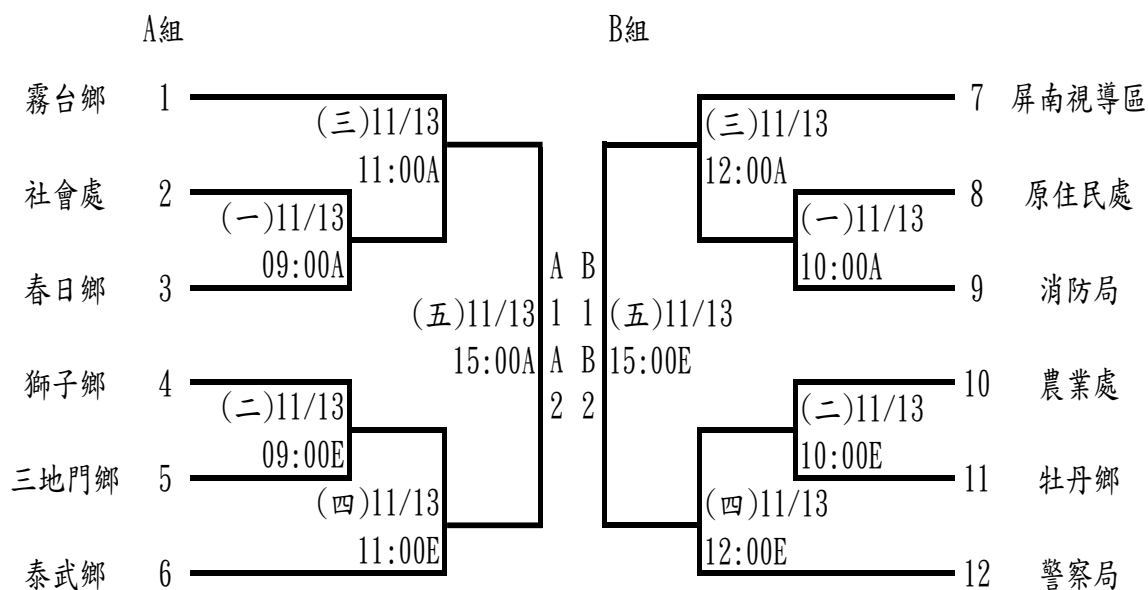 A組
B組
霧台鄉 1
(三)11/13
11:00A
社會處 2
(一)11/13
09:00A
春日鄉 3
獅子鄉 4
(二)11/13
09:00E
三地門鄉 5
(四)11/13
11:00E
泰武鄉 6
(五)11/13
15:00A
A B
1 1
A B
2 2
(五)11/13
15:00E
7 屏南視導區
(三)11/13
12:00A
8 原住民處
(一)11/13
10:00A
9 消防局
10 農業處
(二)11/13
10:00E
11 牡丹鄉
(四)11/13
12:00E
12 警察局